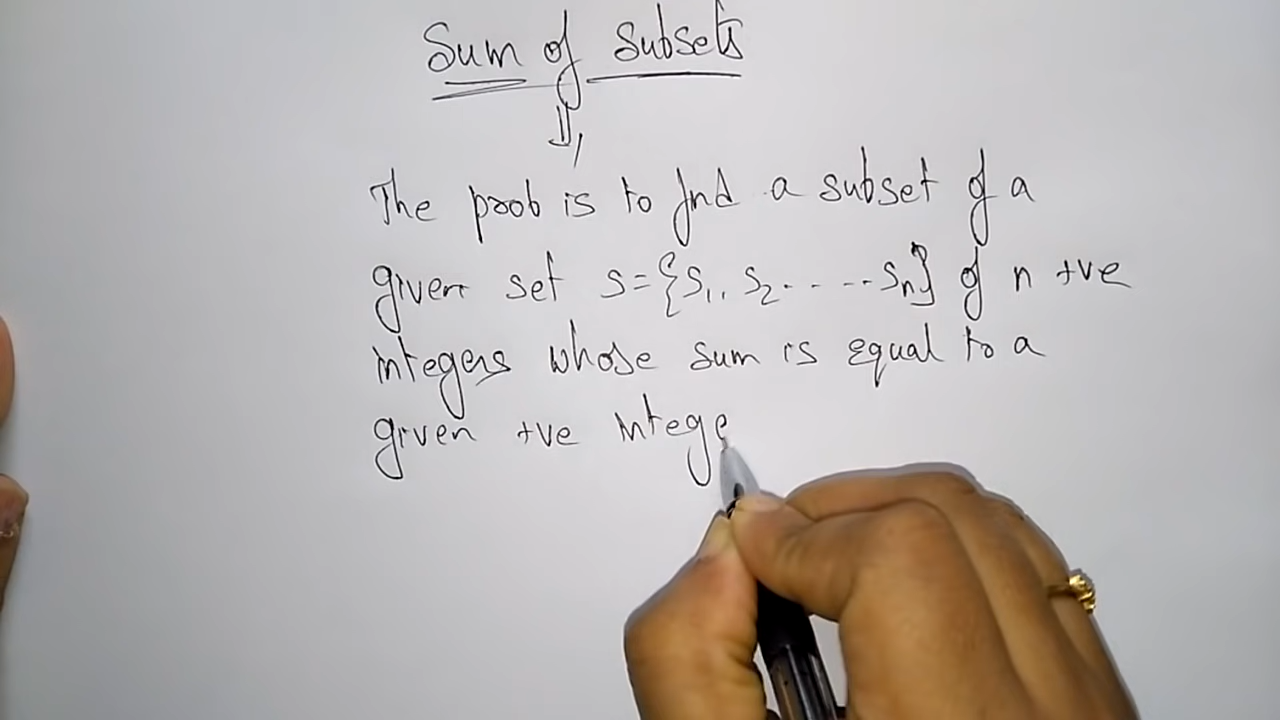 Sum of Subsets
The prob is to find a subset of a
given set s={s1, s2.....sn} of n +ve
integers whose sum is equal to a
given +ve intege